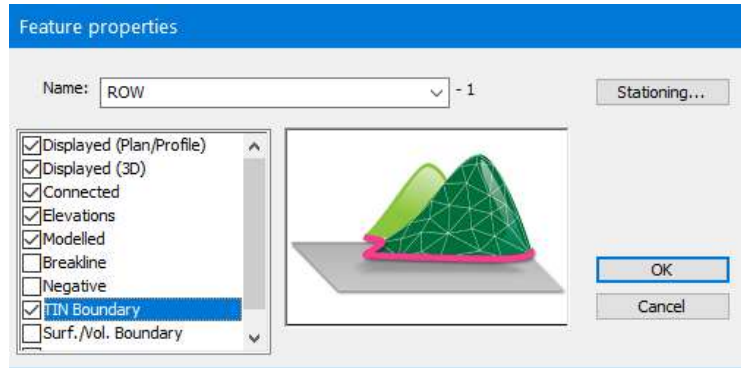 Feature properties
Name: ROW - 1 Stationing...
Displayed (Plan/Profile)
Displayed (3D)
Connected
Elevations
Modelled
Breakline
Negative
TIN Boundary
Surf./Vol. Boundary
OK
Cancel